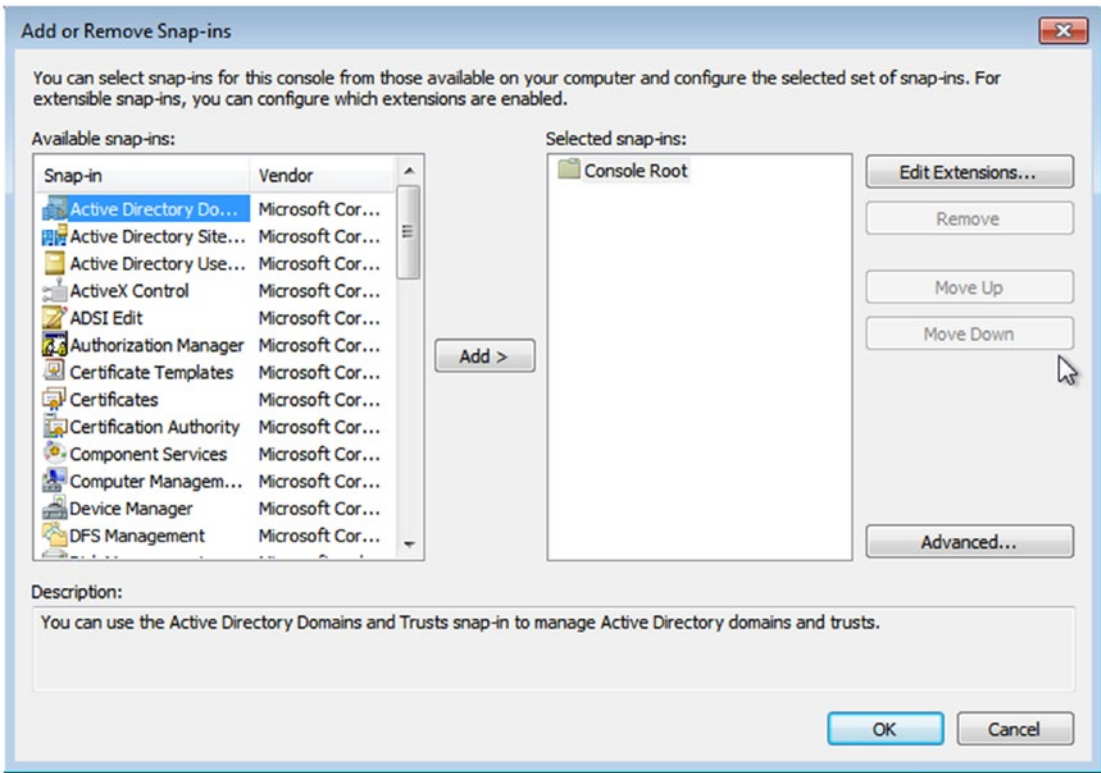 Add or Remove Snap-ins
You can select snap-ins for this console from those available on your computer and configure the selected set of snap-ins. For
extensible snap-ins, you can configure which extensions are enabled.
Available snap-ins:
Snap-in Vendor
Active Directory Do... Microsoft Cor...
Active Directory Site... Microsoft Cor...
Active Directory Use... Microsoft Cor...
ActiveX Control Microsoft Cor...
ADSI Edit Microsoft Cor...
Authorization Manager Microsoft Cor...
Certificate Templates Microsoft Cor...
Certificates Microsoft Cor...
Certification Authority Microsoft Cor...
Component Services Microsoft Cor...
Computer Managem... Microsoft Cor...
Device Manager Microsoft Cor...
DFS Management Microsoft Cor...
Add >
Selected snap-ins:
Console Root
Edit Extensions...
Remove
Move Up
Move Down
Advanced...
Description:
You can use the Active Directory Domains and Trusts snap-in to manage Active Directory domains and trusts.
OK Cancel